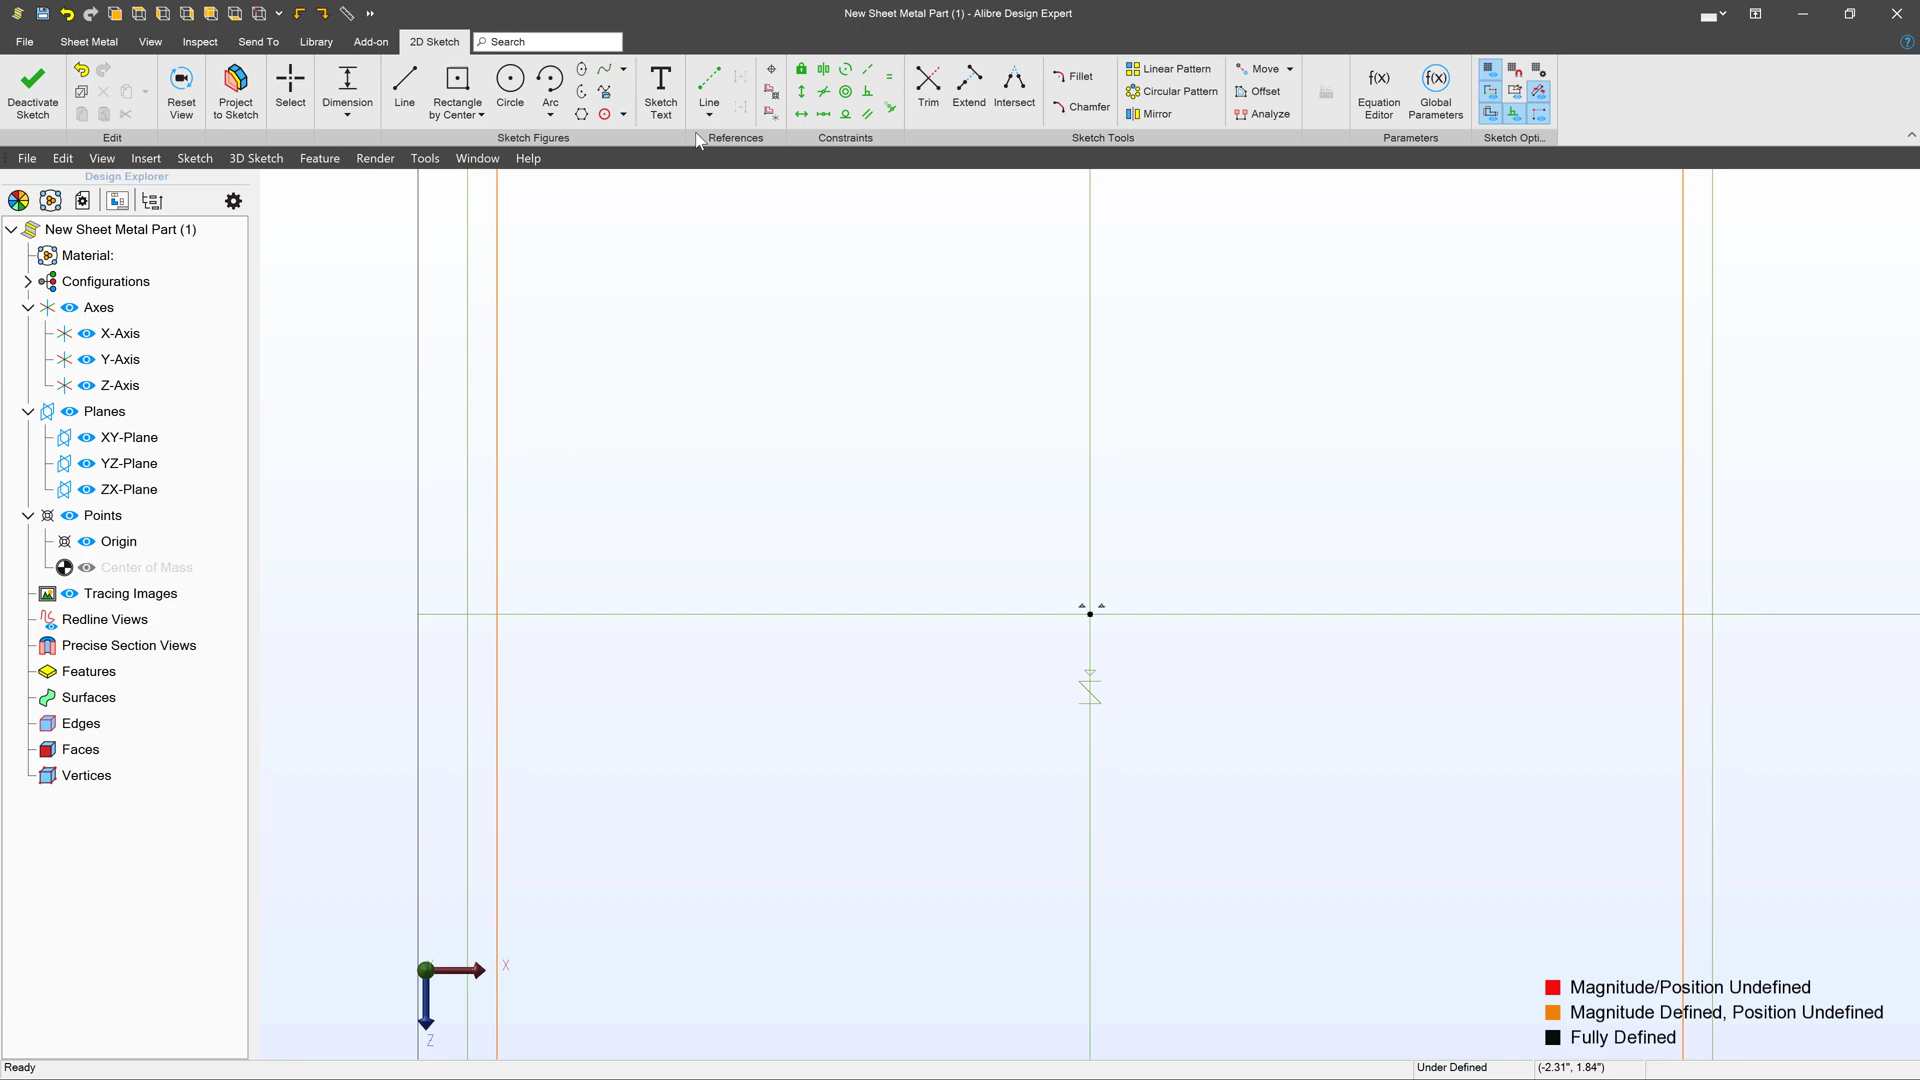 New Sheet Metal Part (1) - Alibre Design Expert
File Sheet Metal View Inspect Send To Library Add-on 2D Sketch Search
Deactivate Sketch
Reset View
Project to Sketch
Select
Dimension
Line
Rectangle by Center
Circle
Arc
Sketch Text
Line
Trim
Extend
Intersect
Fillet
Chamfer
Linear Pattern
Circular Pattern
Mirror
Move
Offset
Analyze
f(x)
Equation Editor
f(x)
Global Parameters
Edit
Sketch Figures
References
Constraints
Sketch Tools
Parameters
Sketch Opti...
File Edit View Insert Sketch 3D Sketch Feature Render Tools Window Help
Design Explorer
New Sheet Metal Part (1)
Material:
Configurations
Axes
X-Axis
Y-Axis
Z-Axis
Planes
XY-Plane
YZ-Plane
ZX-Plane
Points
Origin
Center of Mass
Tracing Images
Redline Views
Precise Section Views
Features
Surfaces
Edges
Faces
Vertices
X
Z
Magnitude/Position Undefined
Magnitude Defined, Position Undefined
Fully Defined
Ready
Under Defined
(-2.31", 1.84")